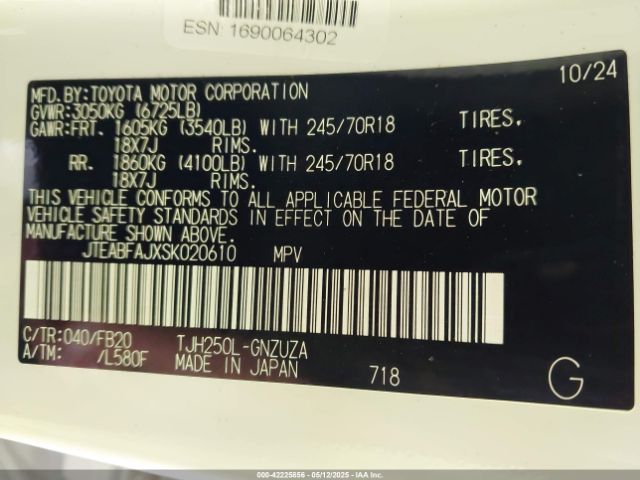 ESN 1690064302
10/24
MFD.BY:TOYOTA MOTOR CORPORATION
GVWR:3050KG (6725LB)
GAWR:FRT. 1605KG (3540LB) WITH 245/70R18 TIRES,
18X7J RIMS.
RR. 1860KG (4100LB) WITH 245/70R18 TIRES,
18X7J RIMS.
THIS VEHICLE CONFORMS TO ALL APPLICABLE FEDERAL MOTOR
VEHICLE SAFETY STANDARDS IN EFFECT ON THE DATE OF
MANUFACTURE SHOWN ABOVE.
JTEABFAJXSK020610 MPV
C/TR:040/FB20 TJH250L-GNZUZA
A/TM: /L580F MADE IN JAPAN 718 G
000-42225856 - 05/12/2025 - IAA Inc.